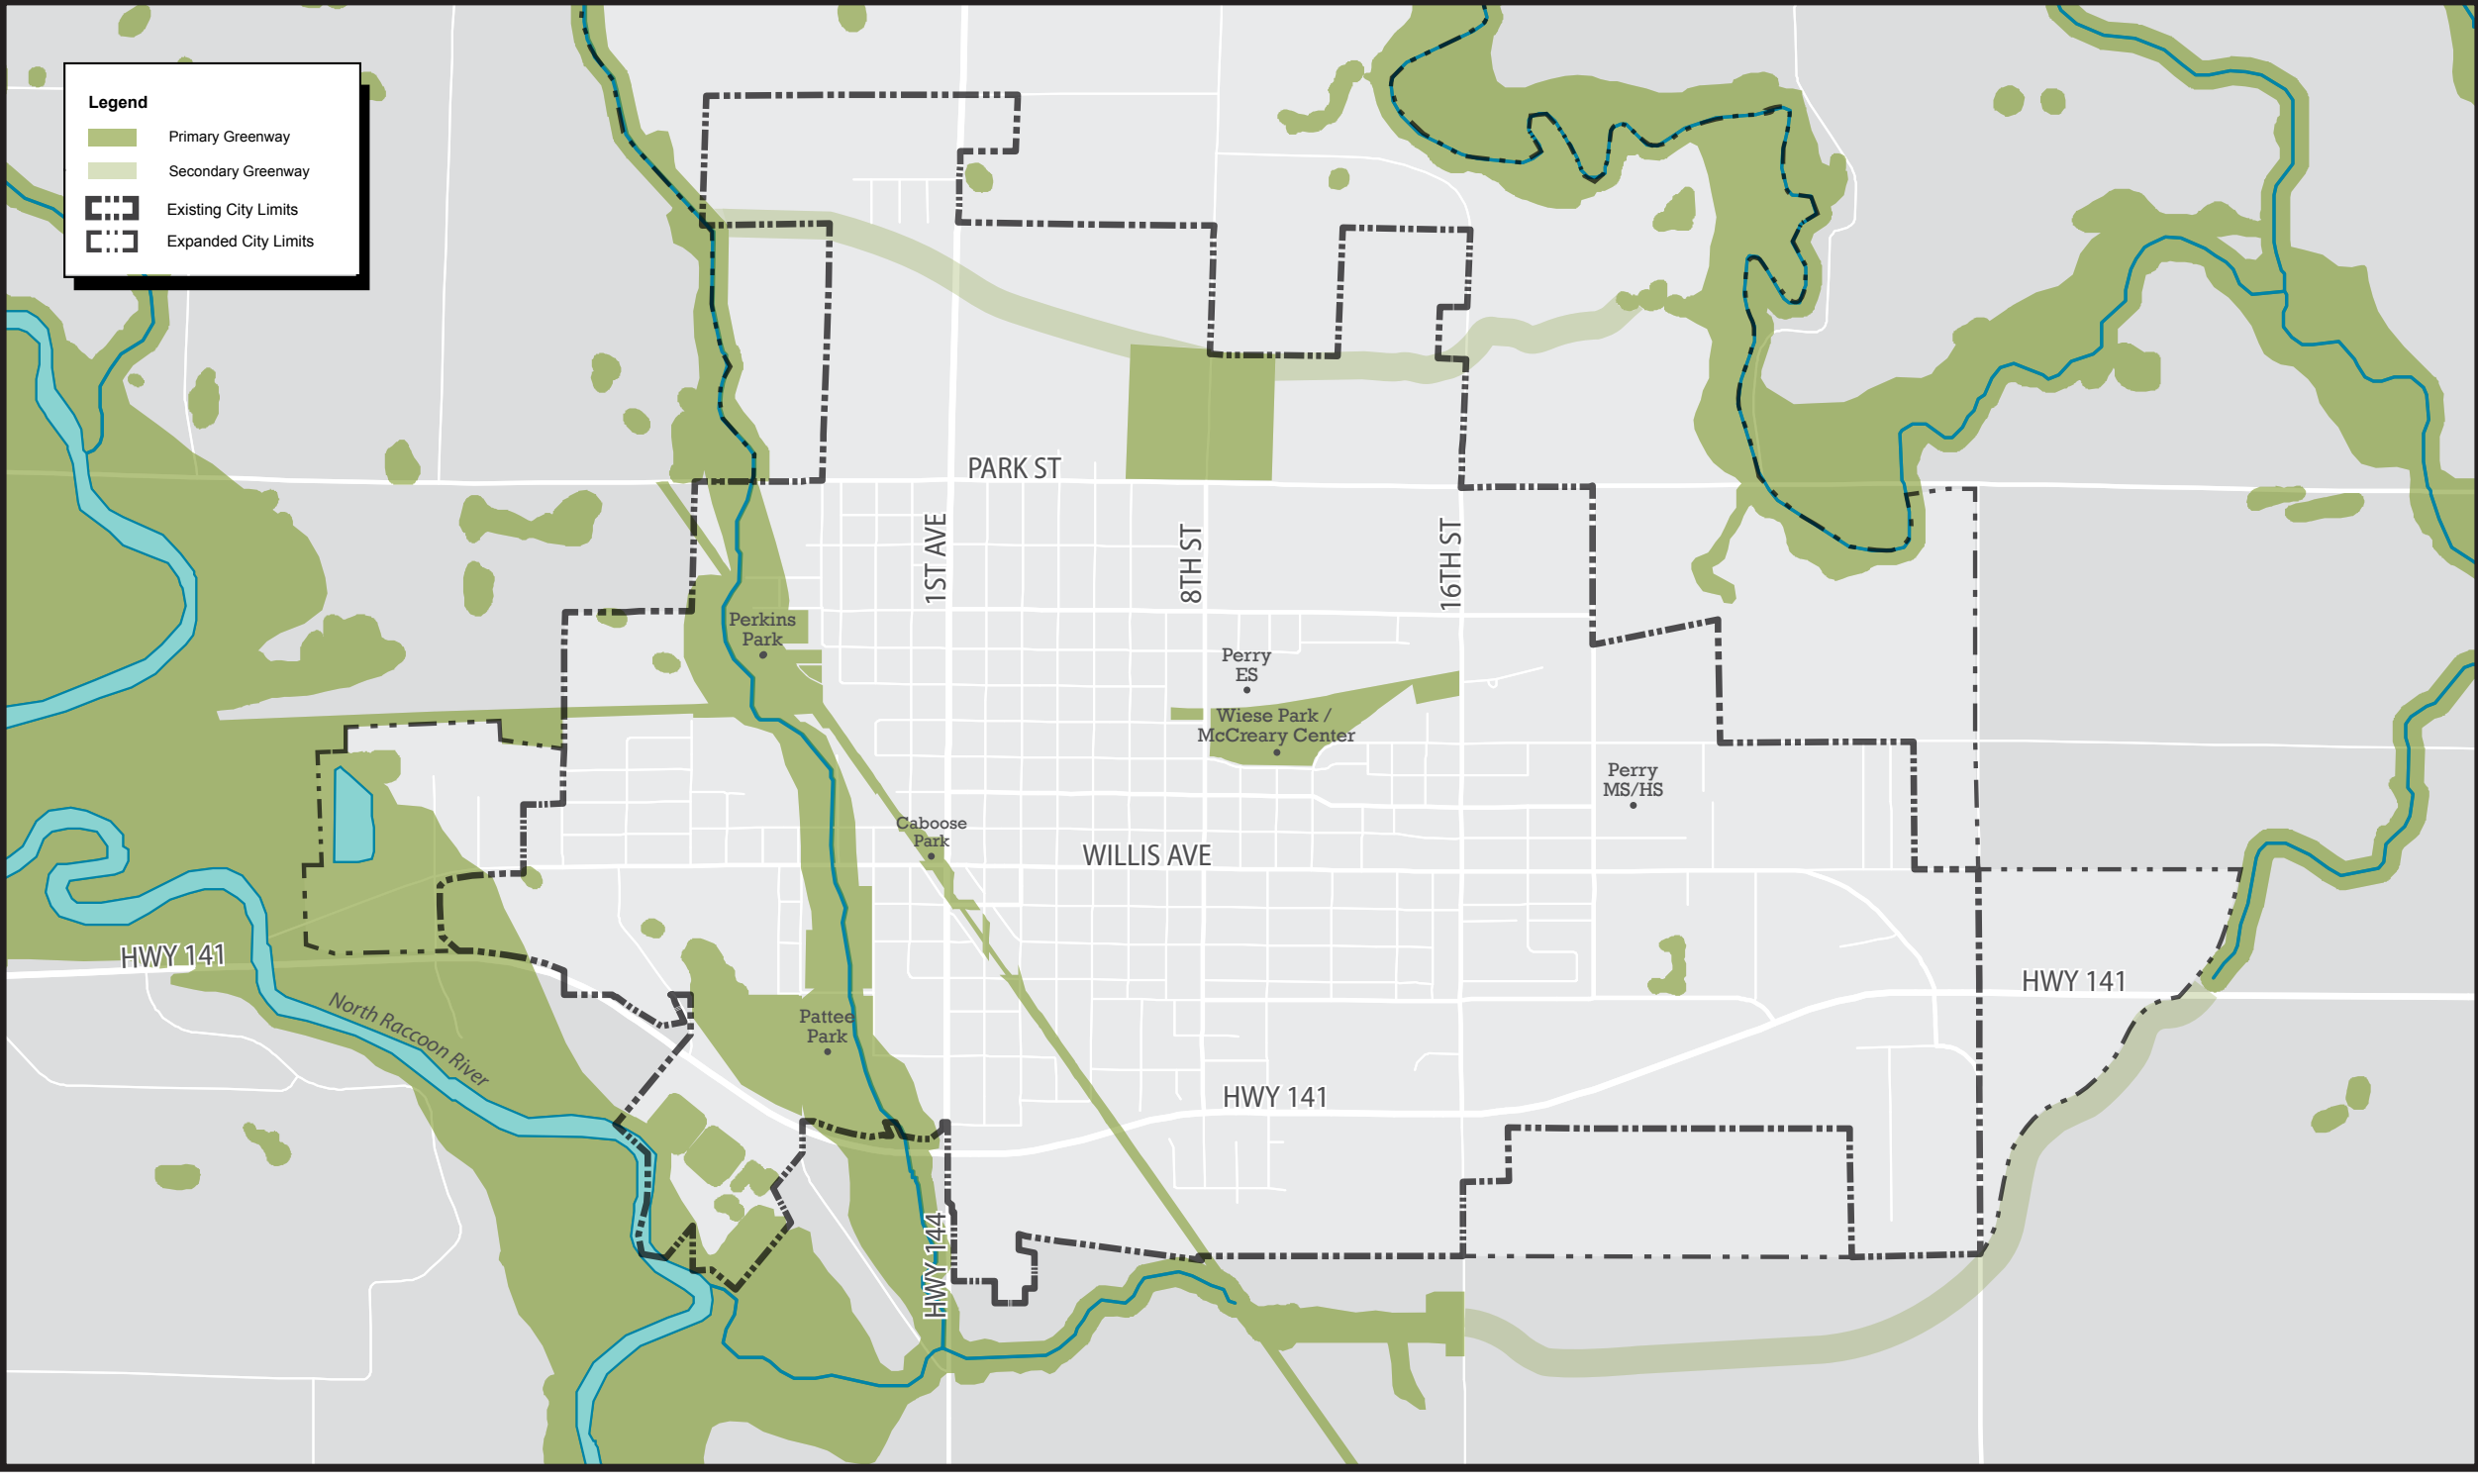 Legend
Primary Greenway
Secondary Greenway
Existing City Limits
Expanded City Limits
PARK ST
1ST AVE
8TH ST
16TH ST
Perkins
Park
Perry
ES
Wiese Park /
McCreary Center
Perry
MS/HS
Caboose
Park
WILLIS AVE
HWY 141
HWY 141
North Raccoon River
Pattee
Park
HWY 141
HWY 144